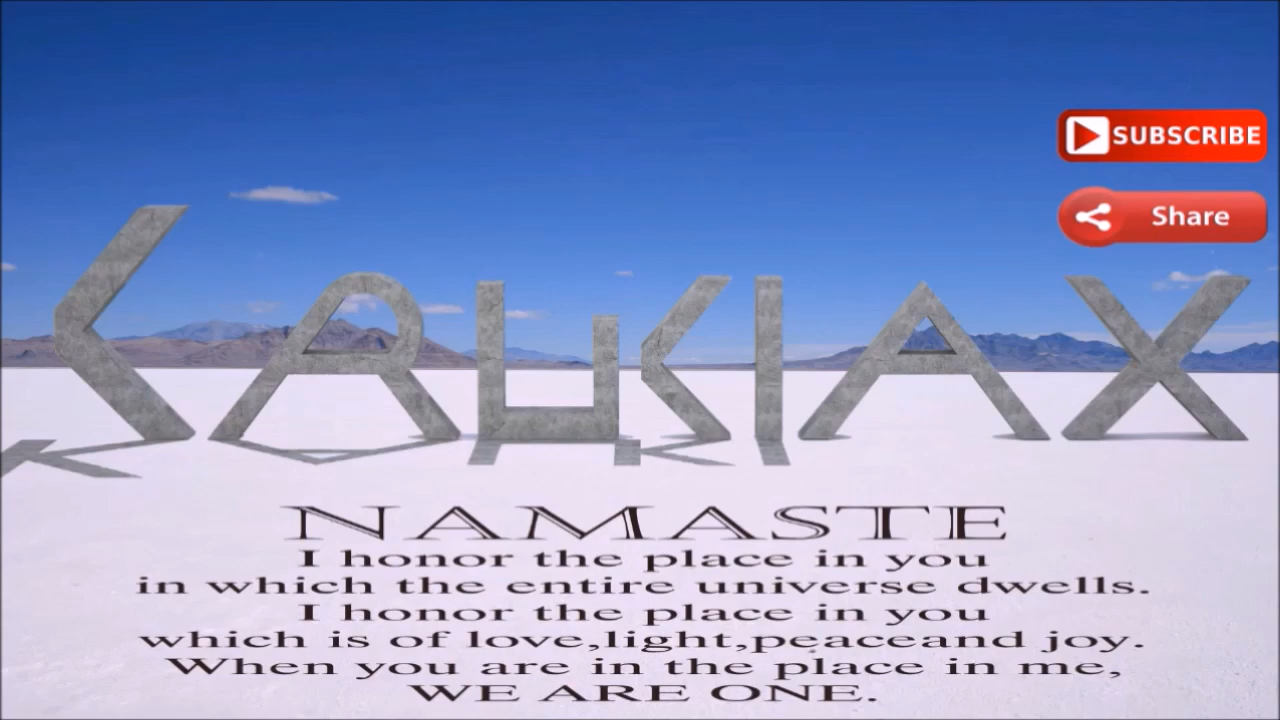 SUBSCRIBE
Share
NAMASTE
I honor the place in you
in which the entire universe dwells.
I honor the place in you
which is of love,light,peaceand joy.
When you are in the place in me,
WE ARE ONE.